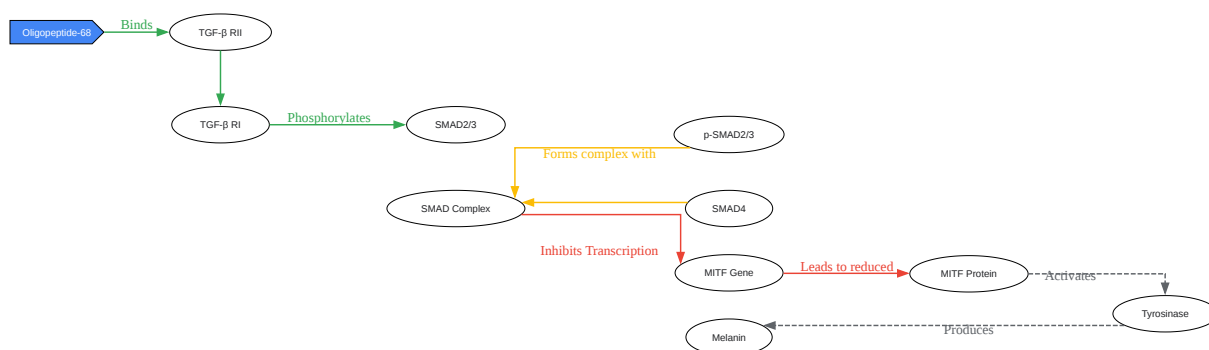 Oligopeptide-68
Binds
TGF-β RII
TGF-β RI
Phosphorylates
SMAD2/3
p-SMAD2/3
Forms complex with
SMAD Complex
SMAD4
Inhibits Transcription
MITF Gene
Leads to reduced
MITF Protein
Activates
Tyrosinase
Produces
Melanin